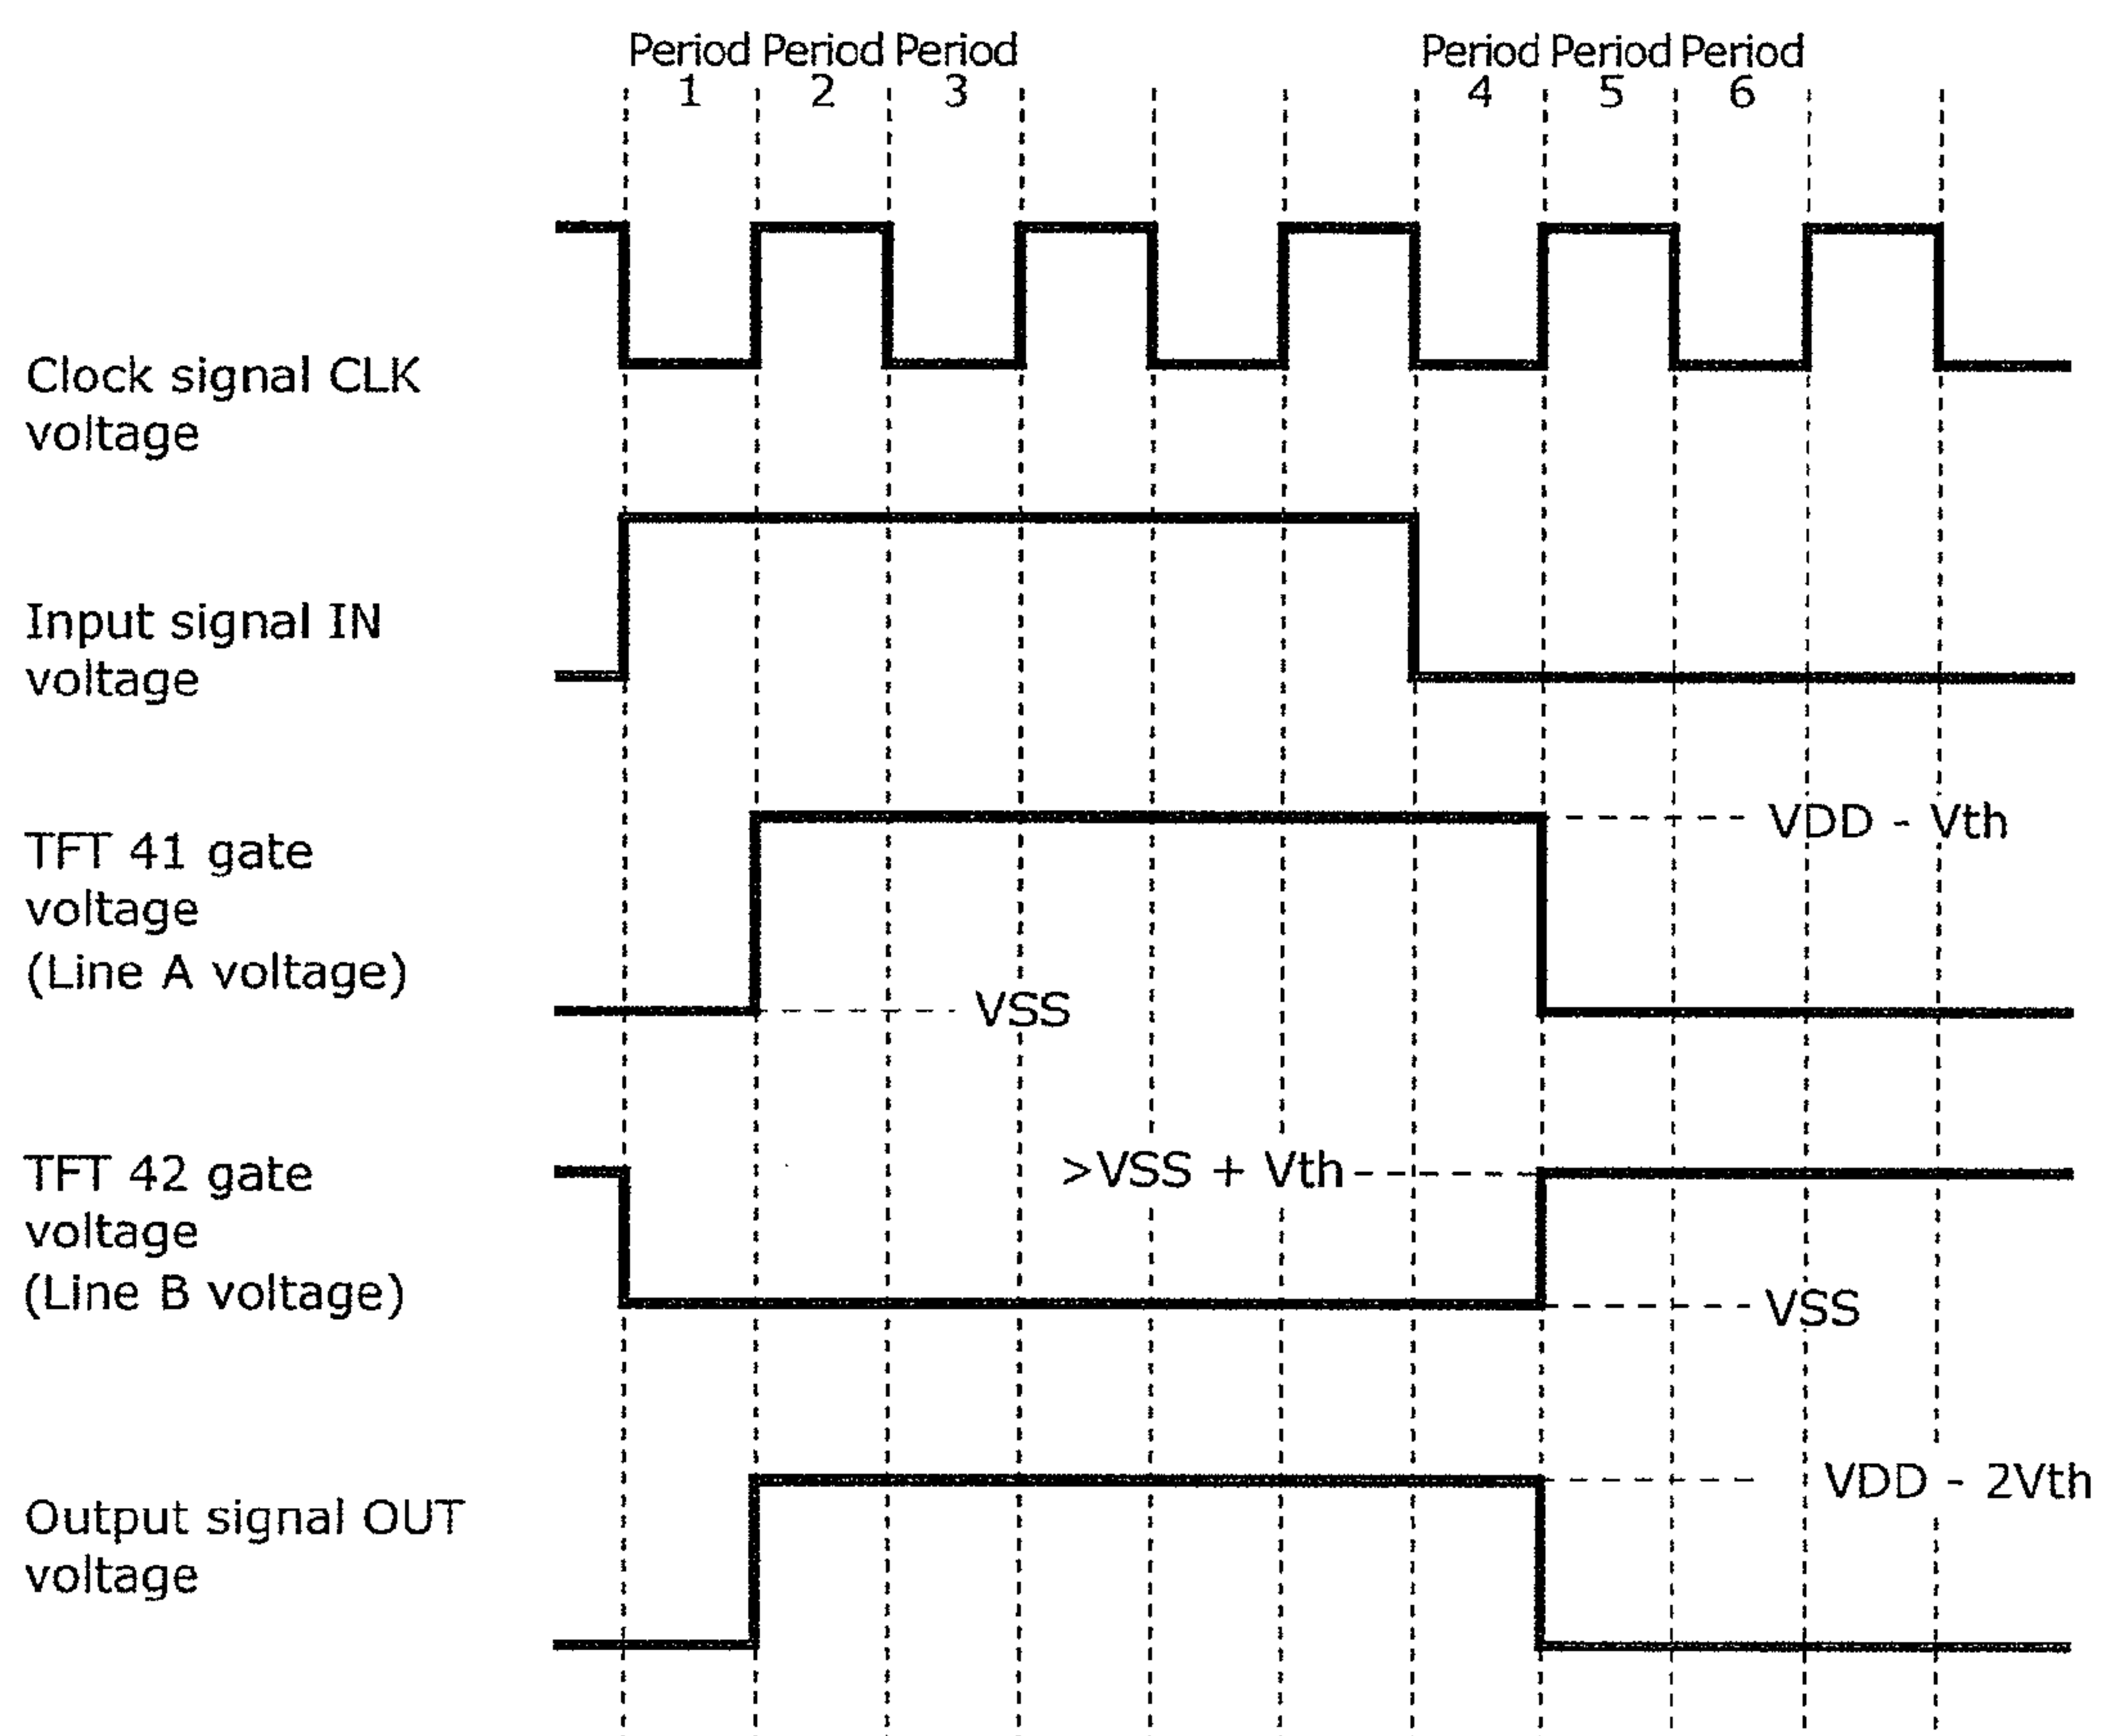 Period Period Period Period Period Period
1 2 3 4 5 6
Clock signal CLK
voltage
Input signal IN
voltage
TFT 41 gate
voltage
(Line A voltage)
VDD - Vth
VSS
TFT 42 gate
voltage
(Line B voltage)
>VSS + Vth
VSS
Output signal OUT
voltage
VDD - 2Vth